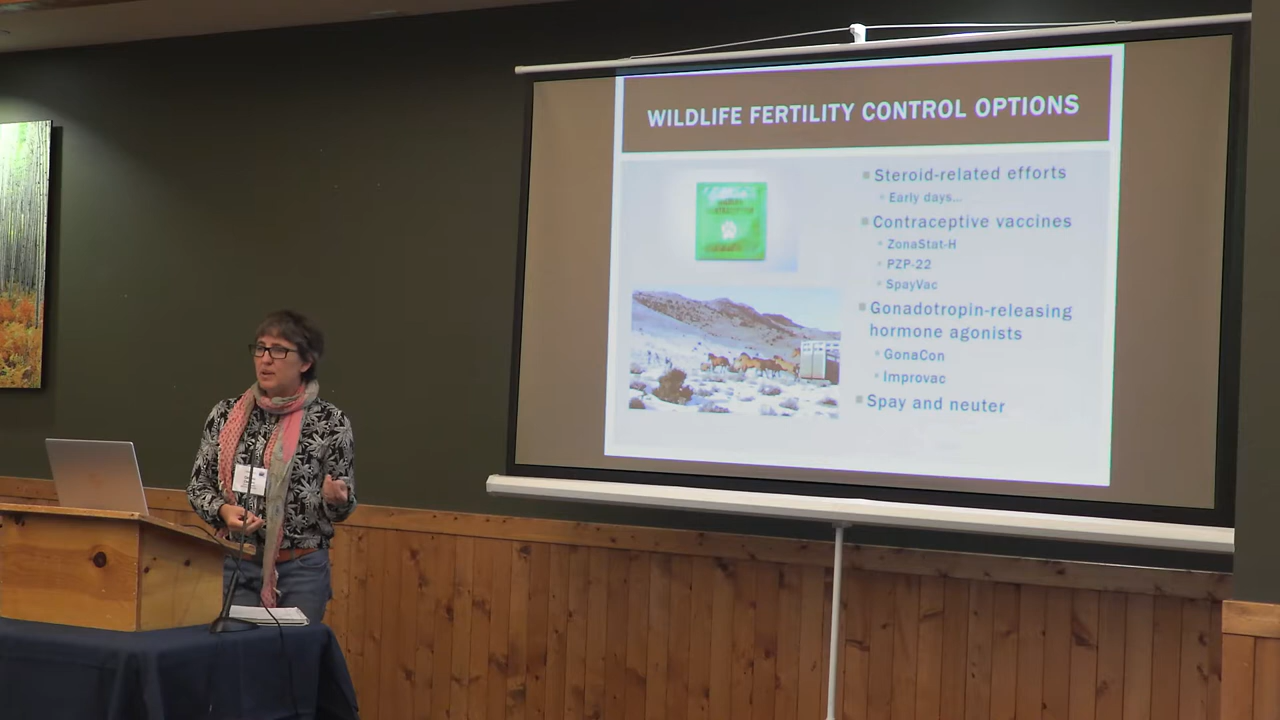 WILDLIFE FERTILITY CONTROL OPTIONS
Steroid-related efforts
Early days...
Contraceptive vaccines
ZonaStat-H
PZP-22
SpayVac
Gonadotropin-releasing
hormone agonists
GonaCon
Improvac
Spay and neuter